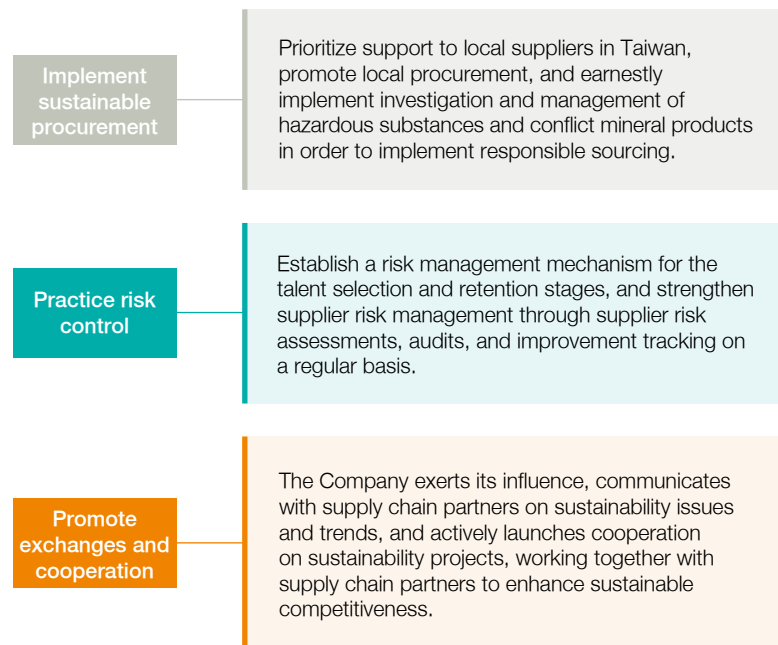 Implement
sustainable
procurement
Prioritize support to local suppliers in Taiwan,
promote local procurement, and earnestly
implement investigation and management of
hazardous substances and conflict mineral products
in order to implement responsible sourcing.
Practice risk
control
Establish a risk management mechanism for the
talent selection and retention stages, and strengthen
supplier risk management through supplier risk
assessments, audits, and improvement tracking on
a regular basis.
Promote
exchanges and
cooperation
The Company exerts its influence, communicates
with supply chain partners on sustainability issues
and trends, and actively launches cooperation
on sustainability projects, working together with
supply chain partners to enhance sustainable
competitiveness.